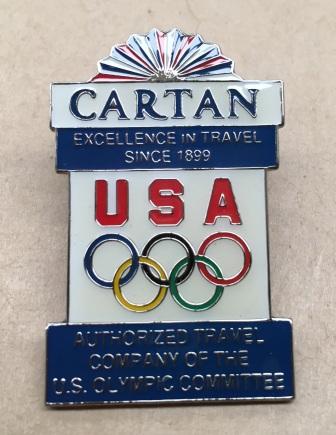 CARTAN
EXCELLENCE IN TRAVEL
SINCE 1899
USA
AUTHORIZED TRAVEL
COMPANY OF THE
U.S. OLYMPIC COMMITTEE